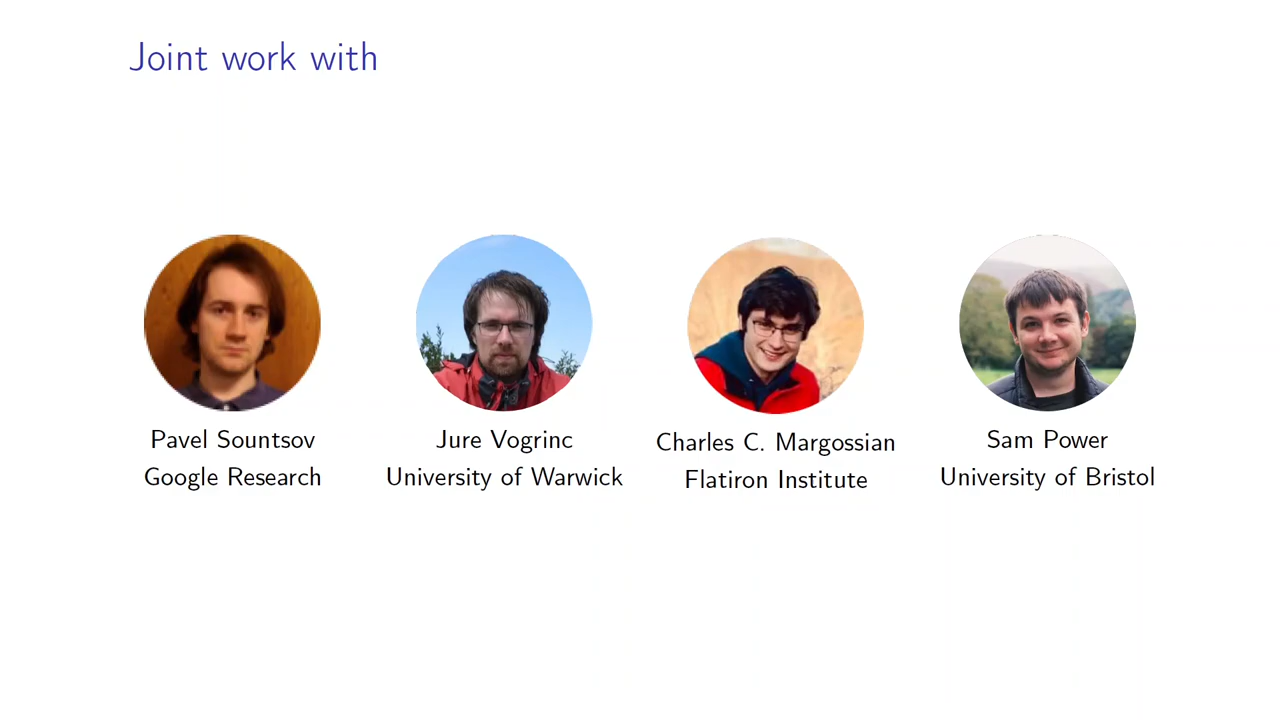 Joint work with
Pavel Sountsov
Google Research
Jure Vogrinc
University of Warwick
Charles C. Margossian
Flatiron Institute
Sam Power
University of Bristol